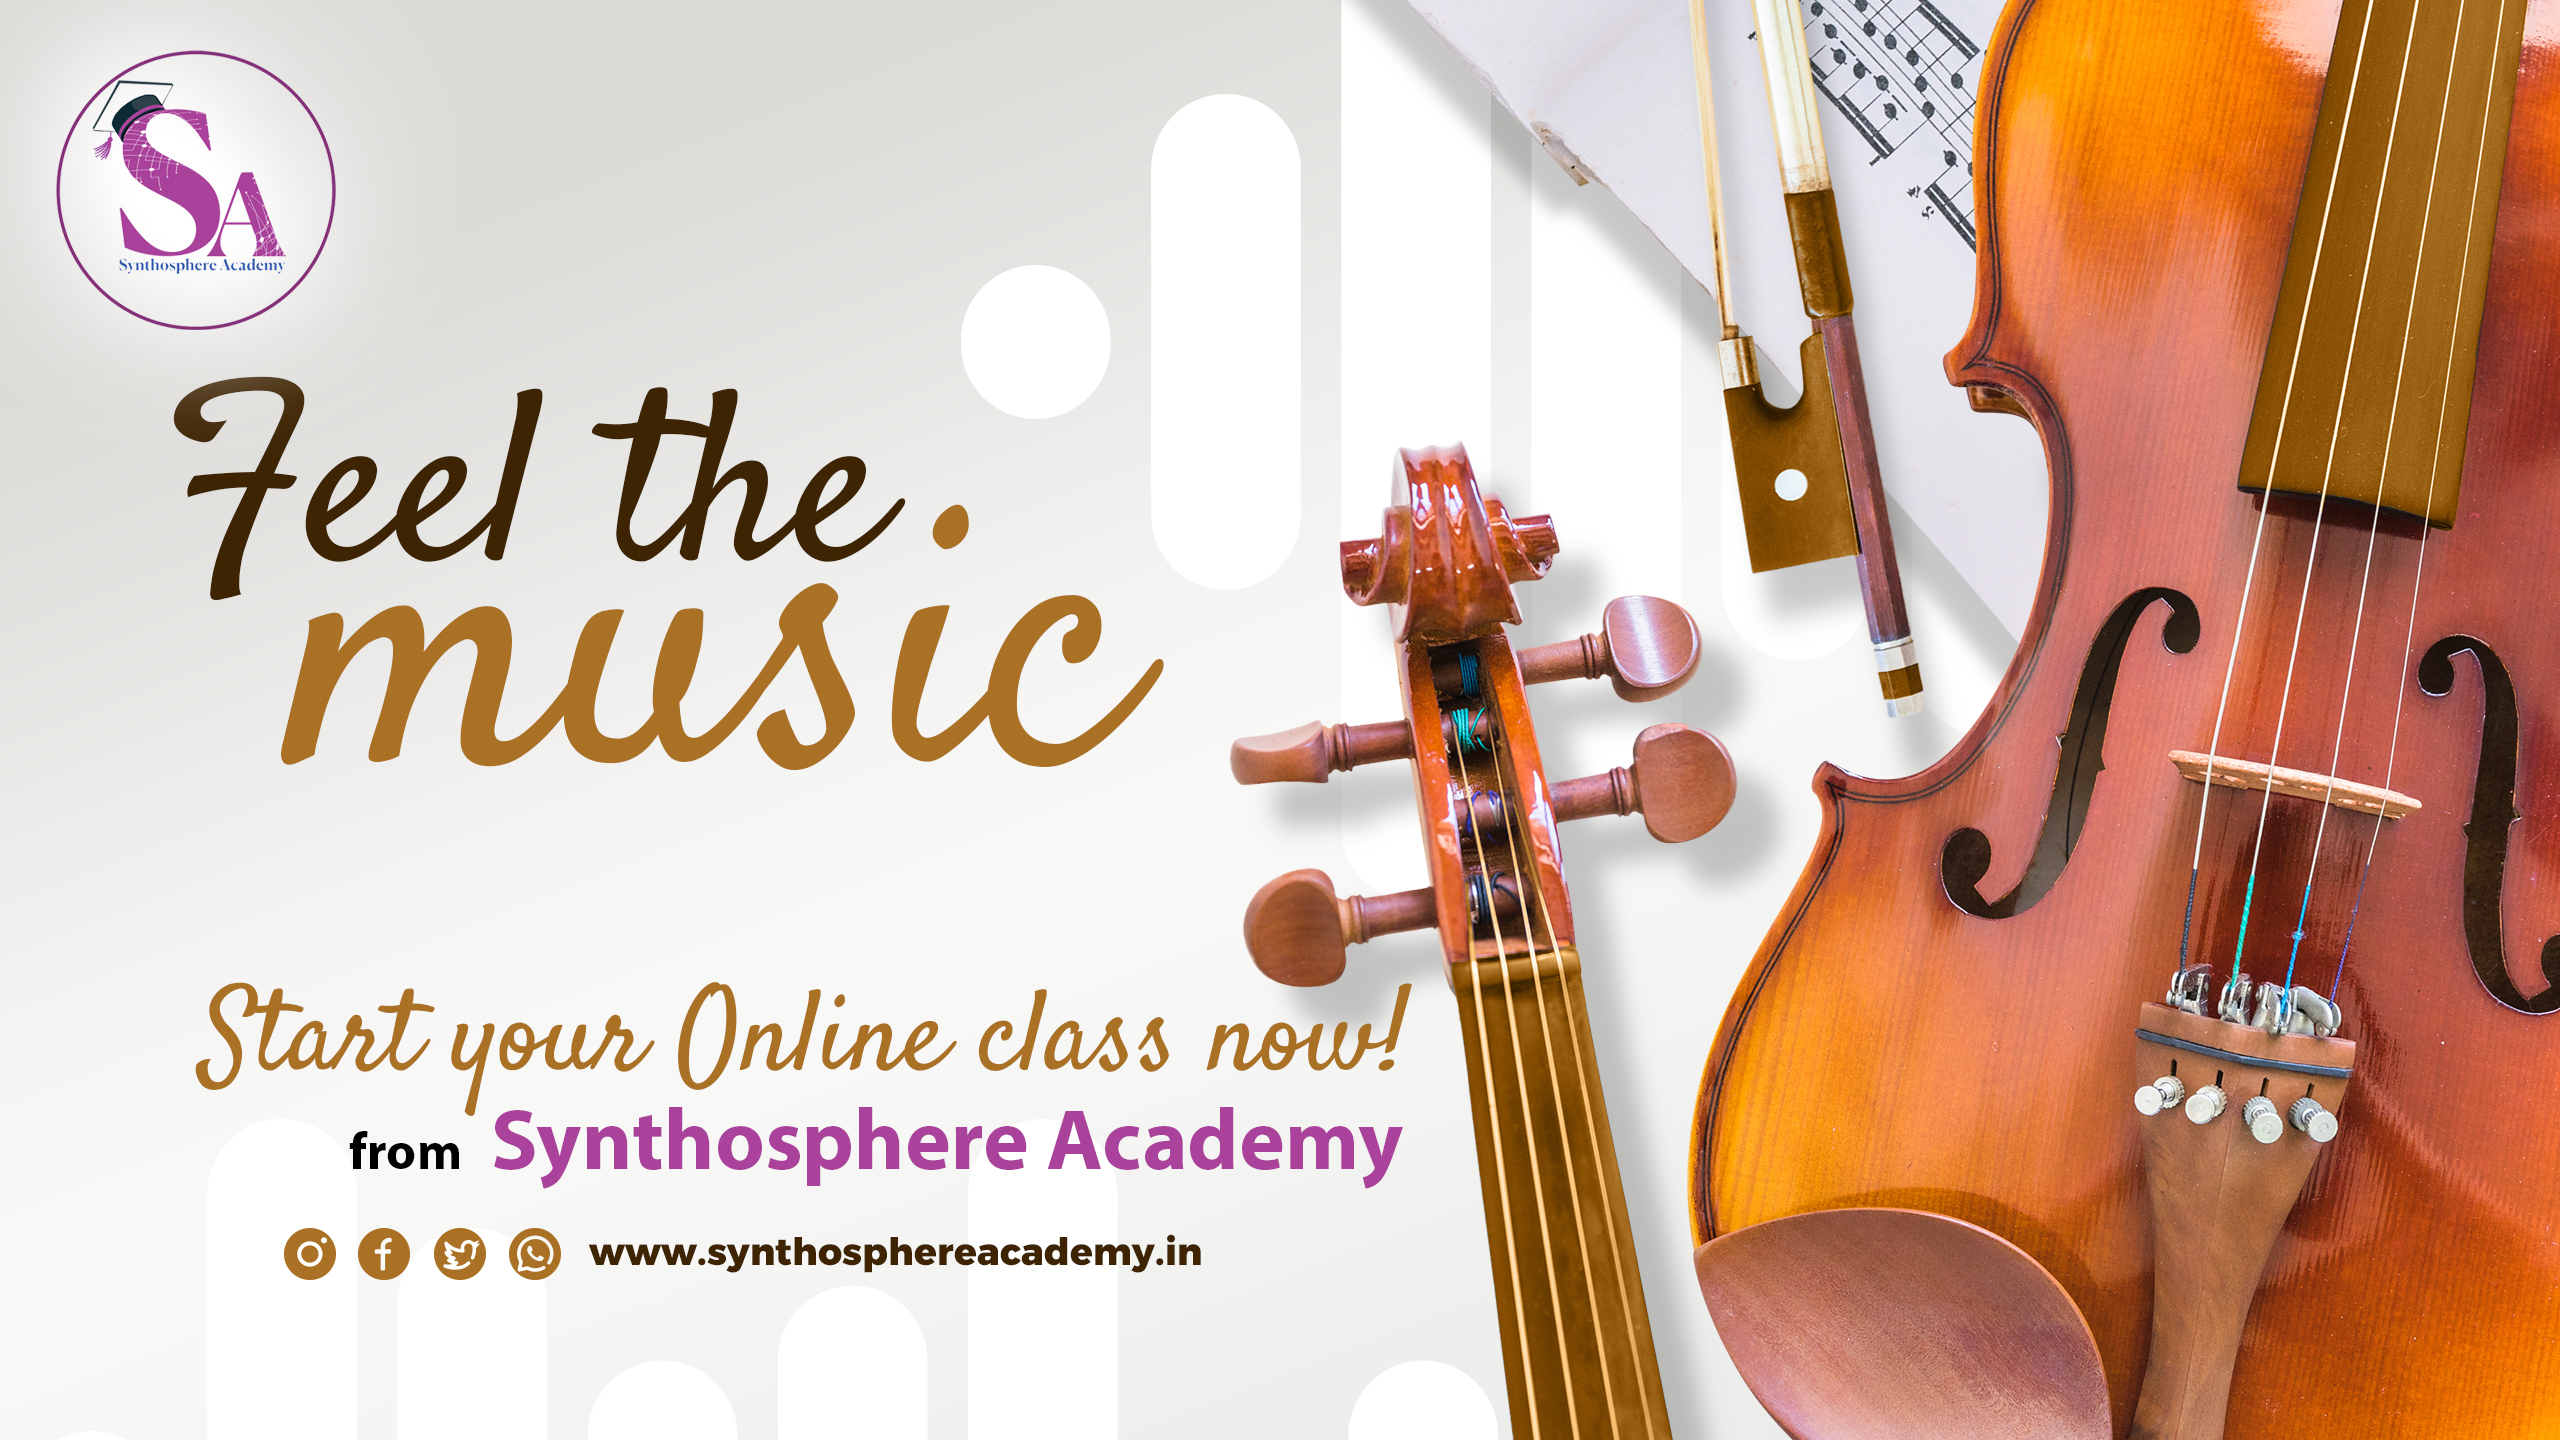 SA
Synthosphere Academy
Feel the
music
Start your Online class now!
from Synthosphere Academy
www.synthosphereacademy.in